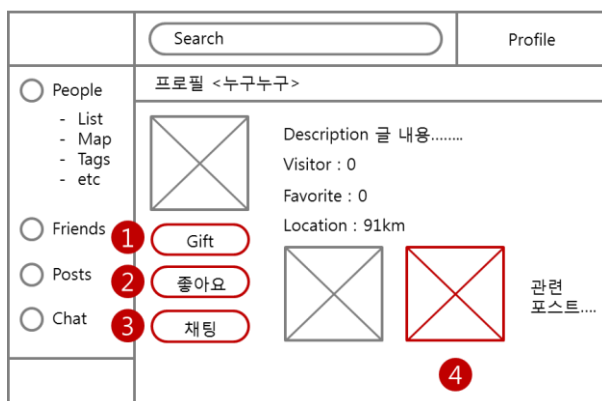 Search
Profile
People
- List
- Map
- Tags
- etc
Friends
Posts
Chat
프로필 <누구누구>
Description 글 내용........
Visitor : 0
Favorite : 0
Location : 91km
1
Gift
2
좋아요
3
채팅
관련
포스트....
4